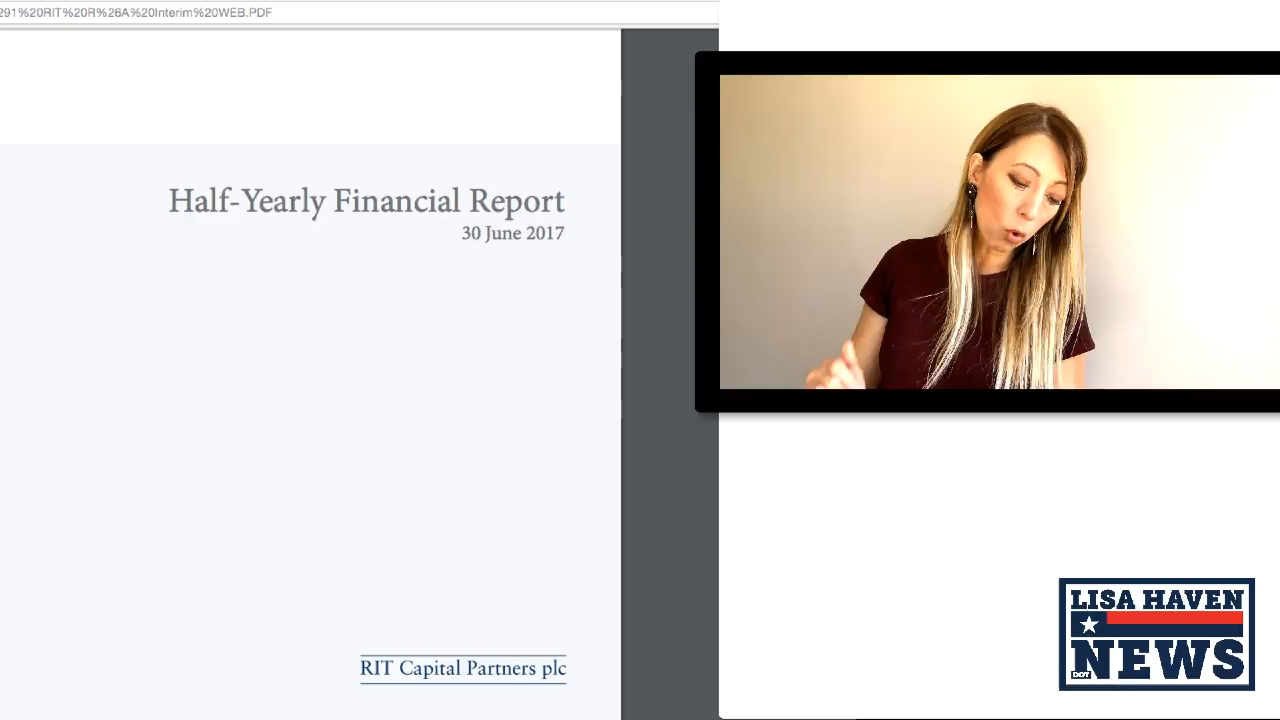 291%20RIT%20R%26A%20Interim%20WEB.PDF
Half-Yearly Financial Report
30 June 2017
RIT Capital Partners plc
LISA HAVEN
DOT
NEWS